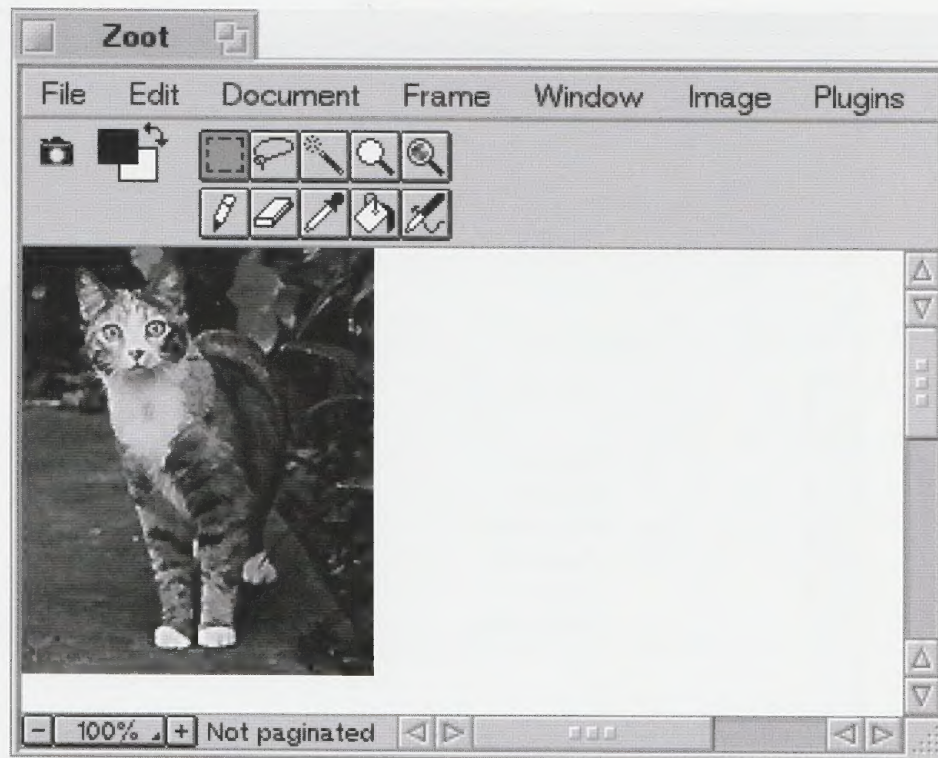 Zoot
File Edit Document Frame Window Image Plugins
- 100% + Not paginated